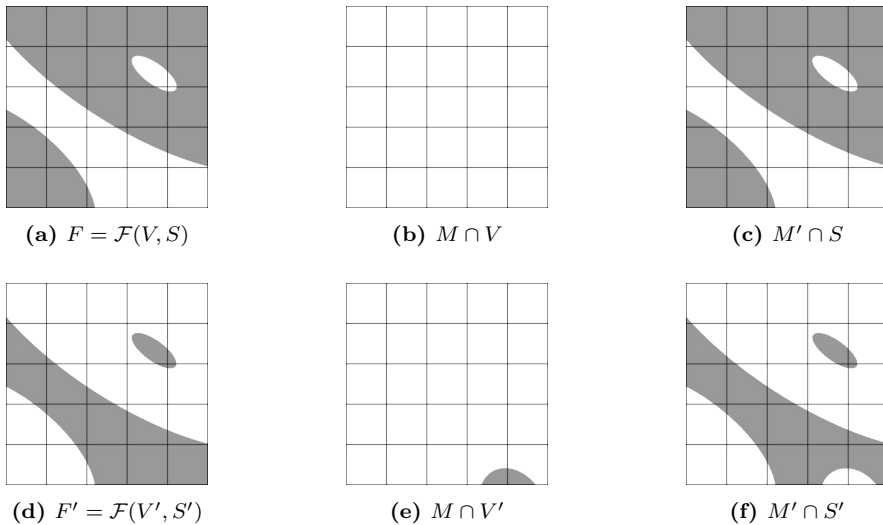 (a) F = 𝓕(V, S)
(b) M ∩ V
(c) M′ ∩ S
(d) F′ = 𝓕(V′, S′)
(e) M ∩ V′
(f) M′ ∩ S′